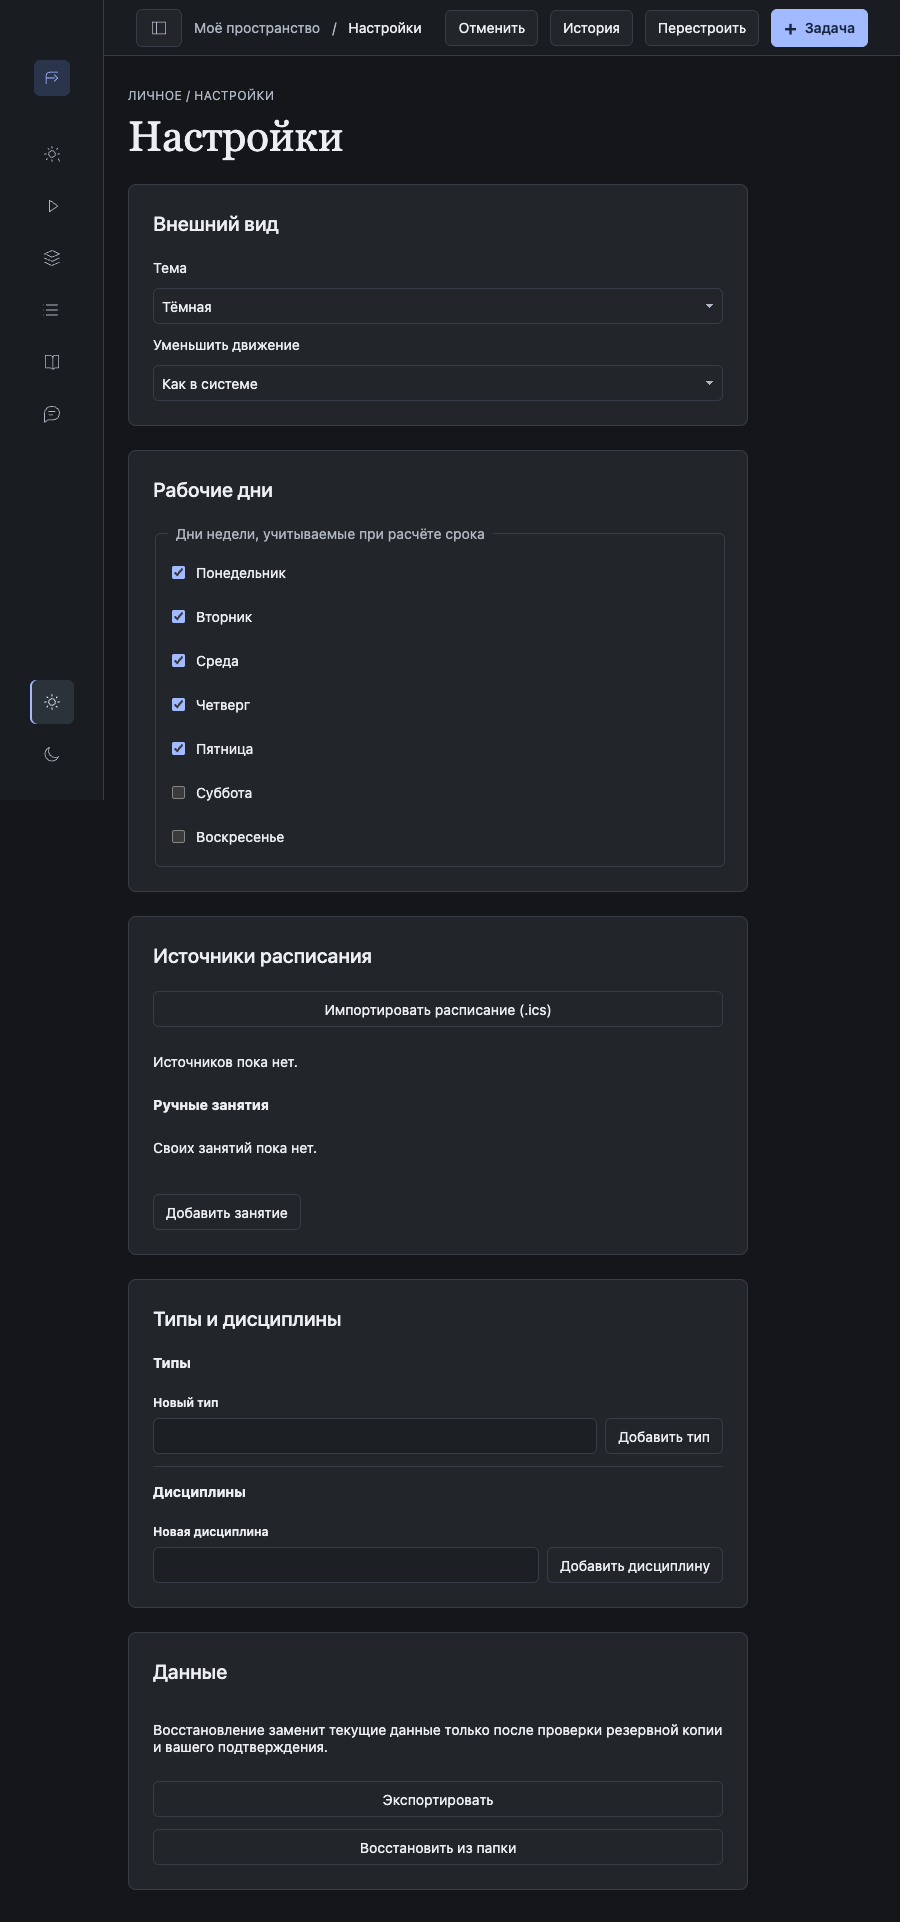 Моё пространство / Настройки
Отменить
История
Перестроить
+ Задача
ЛИЧНОЕ / НАСТРОЙКИ
Настройки
Внешний вид
Тема
Тёмная
Уменьшить движение
Как в системе
Рабочие дни
Дни недели, учитываемые при расчёте срока
Понедельник
Вторник
Среда
Четверг
Пятница
Суббота
Воскресенье
Источники расписания
Импортировать расписание (.ics)
Источников пока нет.
Ручные занятия
Своих занятий пока нет.
Добавить занятие
Типы и дисциплины
Типы
Новый тип
Добавить тип
Дисциплины
Новая дисциплина
Добавить дисциплину
Данные
Восстановление заменит текущие данные только после проверки резервной копии
и вашего подтверждения.
Экспортировать
Восстановить из папки